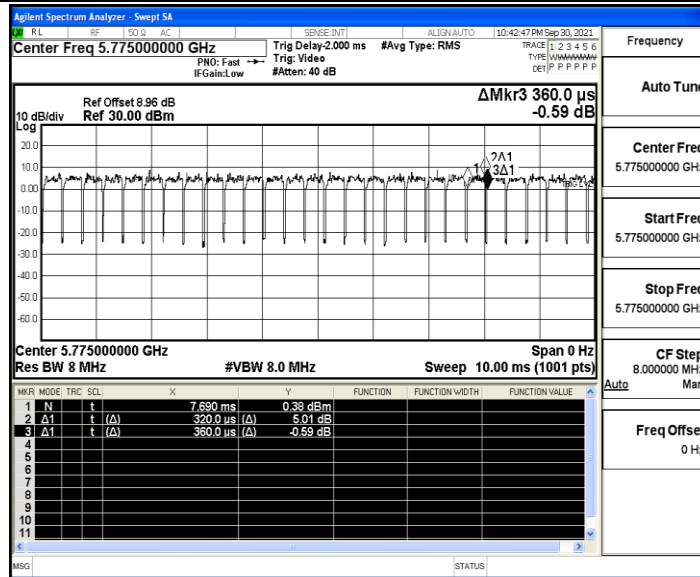 Agilent Spectrum Analyzer - Swept SA
RL RF 50 Ω AC SENSE:INT ALIGN AUTO 10:42:47 PM Sep 30, 2021
Center Freq 5.775000000 GHz
PNO: Fast
IFGain:Low
Trig Delay-2.000 ms
Trig: Video
#Atten: 40 dB
#Avg Type: RMS
TRACE 1 2 3 4 5 6
TYPE WWWWWW
DET P P P P P P
Ref Offset 8.96 dB
10 dB/div Ref 30.00 dBm
Log
ΔMkr3 360.0 µs
-0.59 dB
20.0
10.0
0.00
-10.0
-20.0
-30.0
-40.0
-50.0
-60.0
1
2Δ1
3Δ1
TRIG LVL
Center 5.775000000 GHz Span 0 Hz
Res BW 8 MHz #VBW 8.0 MHz Sweep 10.00 ms (1001 pts)
MKR MODE TRC SCL X Y FUNCTION FUNCTION WIDTH FUNCTION VALUE
1 N t 7.690 ms 0.38 dBm
2 Δ1 t (Δ) 320.0 µs (Δ) 5.01 dB
3 Δ1 t (Δ) 360.0 µs (Δ) -0.59 dB
4
5
6
7
8
9
10
11
MSG STATUS
Frequency
Auto Tune
Center Freq
5.775000000 GHz
Start Freq
5.775000000 GHz
Stop Freq
5.775000000 GHz
CF Step
8.000000 MHz
Auto Man
Freq Offset
0 Hz